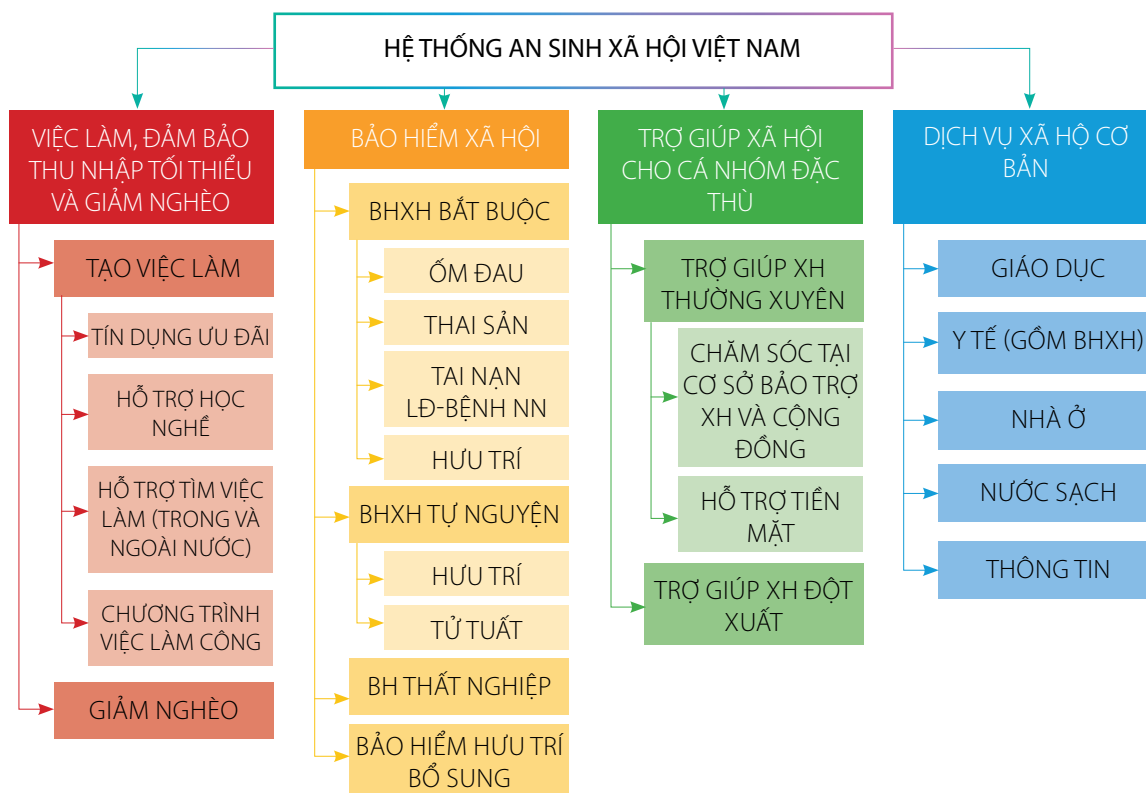 HỆ THỐNG AN SINH XÃ HỘI VIỆT NAM
VIỆC LÀM, ĐẢM BẢO
THU NHẬP TỐI THIỂU
VÀ GIẢM NGHÈO
TẠO VIỆC LÀM
TÍN DỤNG ƯU ĐÃI
HỖ TRỢ HỌC
NGHỀ
HỖ TRỢ TÌM VIỆC
LÀM (TRONG VÀ
NGOÀI NƯỚC)
CHƯƠNG TRÌNH
VIỆC LÀM CÔNG
GIẢM NGHÈO
BẢO HIỂM XÃ HỘI
BHXH BẮT BUỘC
ỐM ĐAU
THAI SẢN
TAI NẠN
LĐ-BỆNH NN
HƯU TRÍ
BHXH TỰ NGUYỆN
HƯU TRÍ
TỬ TUẤT
BH THẤT NGHIỆP
BẢO HIỂM HƯU TRÍ
BỔ SUNG
TRỢ GIÚP XÃ HỘI
CHO CÁ NHÓM ĐẶC
THÙ
TRỢ GIÚP XH
THƯỜNG XUYÊN
CHĂM SÓC TẠI
CƠ SỞ BẢO TRỢ
XH VÀ CỘNG
ĐỒNG
HỖ TRỢ TIỀN
MẶT
TRỢ GIÚP XH ĐỘT
XUẤT
DỊCH VỤ XÃ HỘ CƠ
BẢN
GIÁO DỤC
Y TẾ (GỒM BHXH)
NHÀ Ở
NƯỚC SẠCH
THÔNG TIN